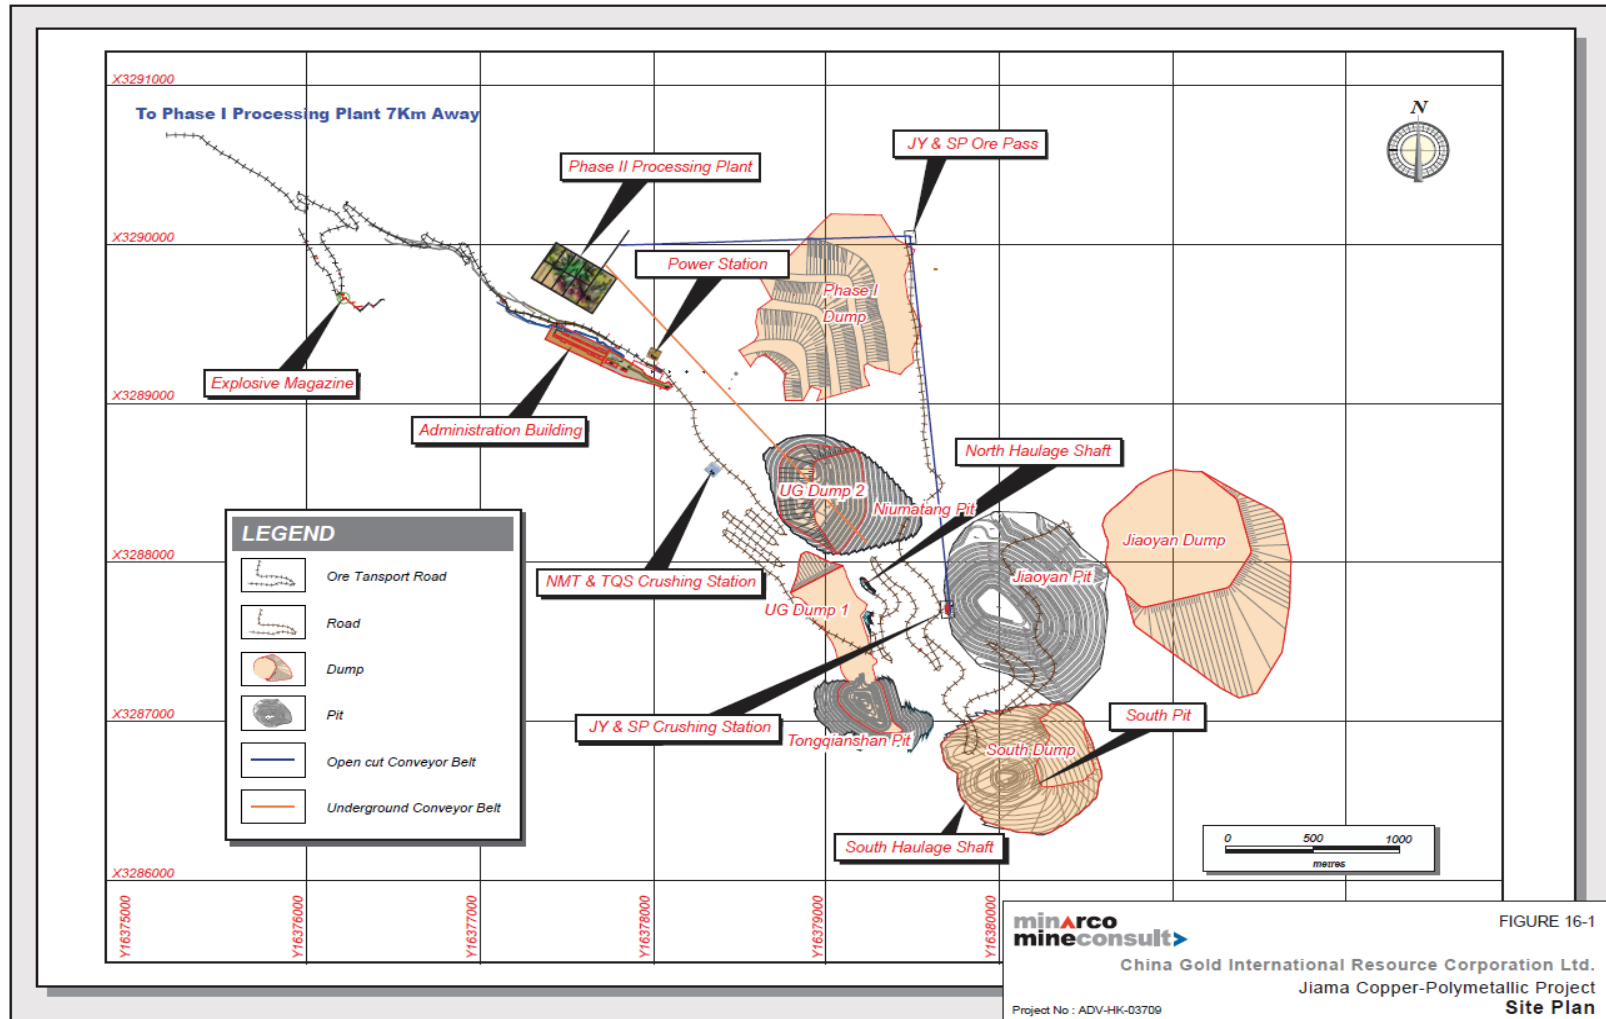 X3291000
To Phase I Processing Plant 7Km Away
N
JY & SP Ore Pass
Phase II Processing Plant
X3290000
Power Station
Phase I
Dump
Explosive Magazine
X3289000
Administration Building
North Haulage Shaft
UG Dump 2
Niumatang Pit
LEGEND
Ore Tansport Road
Road
Dump
Pit
Open cut Conveyor Belt
Underground Conveyor Belt
X3288000
Jiaoyan Dump
NMT & TQS Crushing Station
Jiaoyan Pit
UG Dump 1
X3287000
JY & SP Crushing Station
South Pit
Tongqianshan Pit
South Dump
South Haulage Shaft
0 500 1000
metres
X3286000
Y16375000
Y16376000
Y16377000
Y16378000
Y16379000
Y16380000
minarco
mineconsult
FIGURE 16-1
China Gold International Resource Corporation Ltd.
Jiama Copper-Polymetallic Project
Project No : ADV-HK-03709
Site Plan